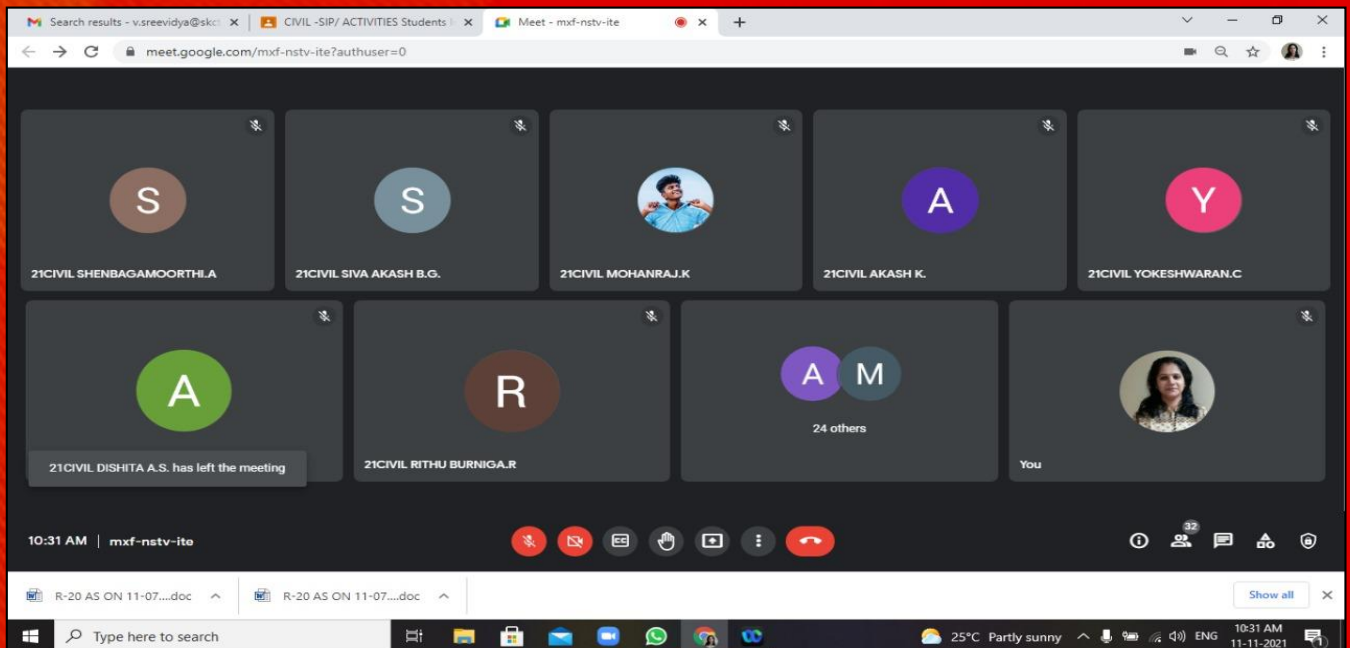 Search results - v.sreevidya@skct
CIVIL -SIP/ ACTIVITIES Students
Meet - mxf-nstv-ite
meet.google.com/mxf-nstv-ite?authuser=0
S
S
A
Y
21CIVIL SHENBAGAMOORTHI.A
21CIVIL SIVA AKASH B.G.
21CIVIL MOHANRAJ.K
21CIVIL AKASH K.
21CIVIL YOKESHWARAN.C
A
R
A M
24 others
21CIVIL DISHITA A.S. has left the meeting
21CIVIL RITHU BURNIGA.R
You
10:31 AM | mxf-nstv-ite
CC
32
R-20 AS ON 11-07....doc
R-20 AS ON 11-07....doc
Show all
Type here to search
25°C Partly sunny
ENG
10:31 AM
11-11-2021
1